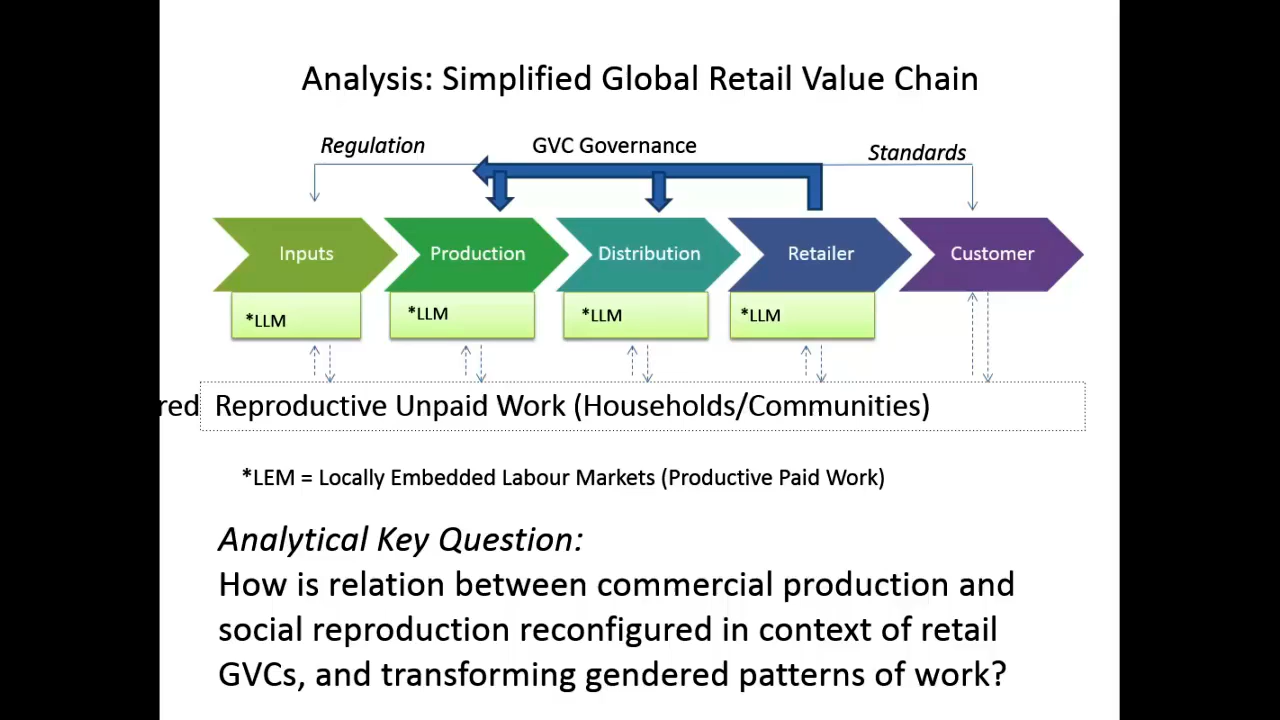 Analysis: Simplified Global Retail Value Chain
Regulation
GVC Governance
Standards
Inputs
Production
Distribution
Retailer
Customer
*LLM
*LLM
*LLM
*LLM
red Reproductive Unpaid Work (Households/Communities)
*LEM = Locally Embedded Labour Markets (Productive Paid Work)
Analytical Key Question:
How is relation between commercial production and
social reproduction reconfigured in context of retail
GVCs, and transforming gendered patterns of work?